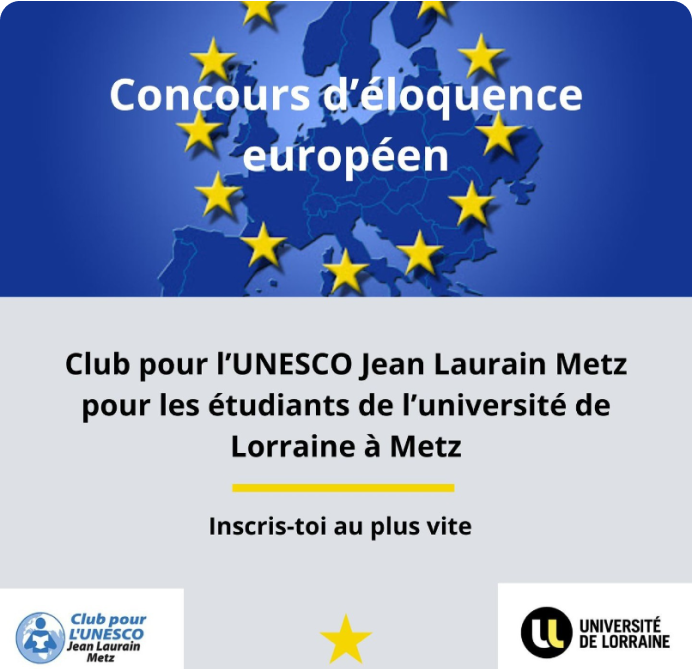 Concours d’éloquence
européen
Club pour l’UNESCO Jean Laurain Metz
pour les étudiants de l’université de
Lorraine à Metz
Inscris-toi au plus vite
Club pour
L'UNESCO
Jean Laurain
Metz
UNIVERSITÉ
DE LORRAINE